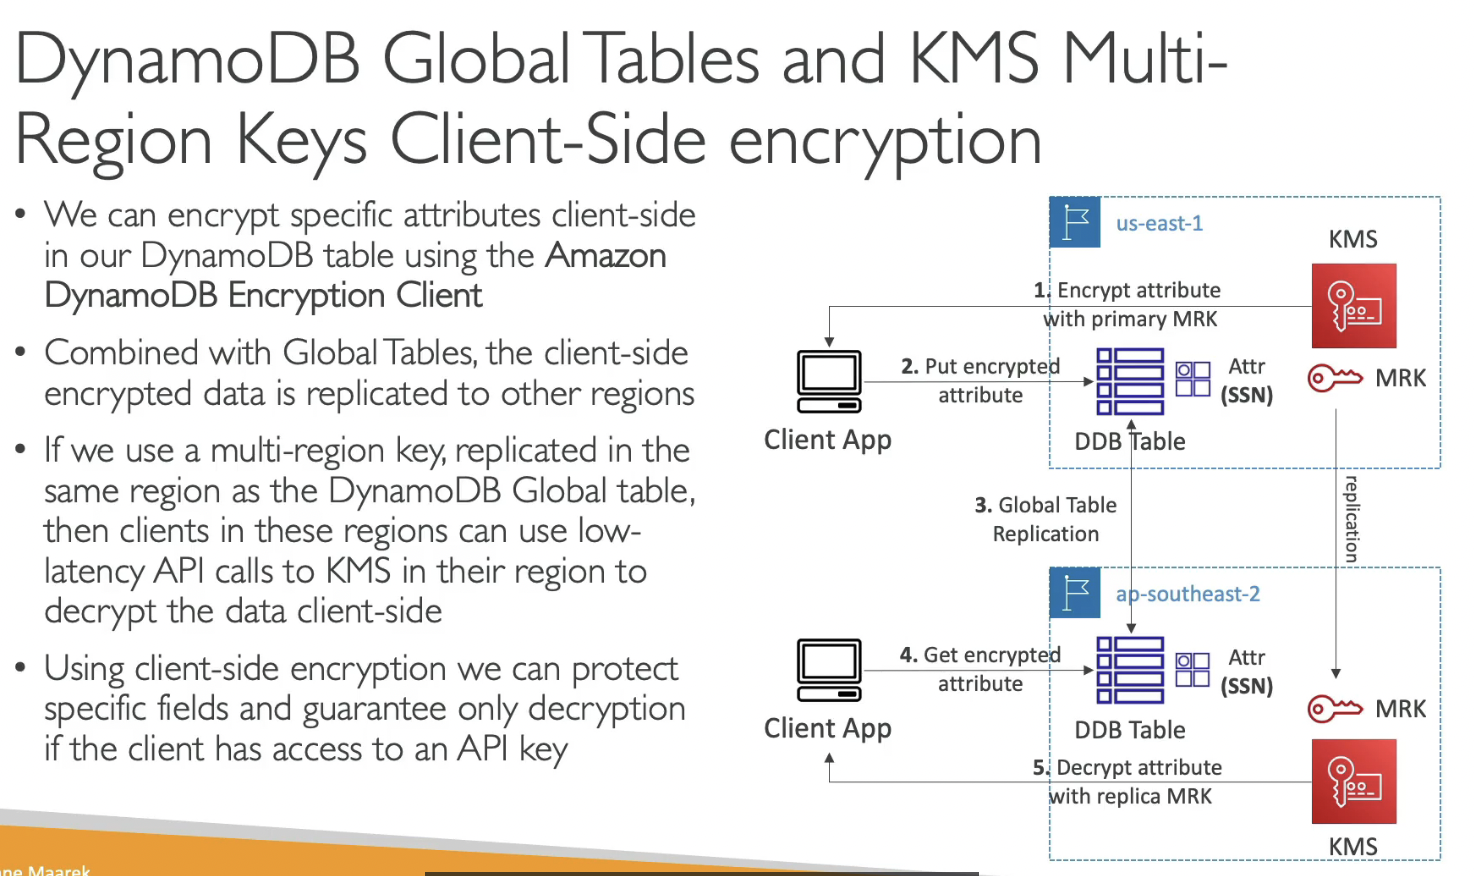 DynamoDB Global Tables and KMS Multi-
Region Keys Client-Side encryption
• We can encrypt specific attributes client-side
in our DynamoDB table using the Amazon
DynamoDB Encryption Client
• Combined with Global Tables, the client-side
encrypted data is replicated to other regions
• If we use a multi-region key, replicated in the
same region as the DynamoDB Global table,
then clients in these regions can use low-
latency API calls to KMS in their region to
decrypt the data client-side
• Using client-side encryption we can protect
specific fields and guarantee only decryption
if the client has access to an API key
us-east-1
KMS
1. Encrypt attribute
with primary MRK
2. Put encrypted
attribute
Attr
(SSN)
MRK
Client App
DDB Table
3. Global Table
Replication
replication
ap-southeast-2
4. Get encrypted
attribute
Attr
(SSN)
MRK
Client App
DDB Table
5. Decrypt attribute
with replica MRK
KMS
Maarek